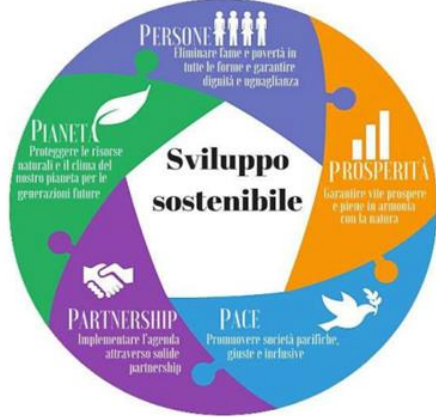 PERSONE
Eliminare fame e povertà in
tutte le forme e garantire
dignità e uguaglianza
PIANETA
Proteggere le risorse
naturali e il clima del
nostro pianeta per le
generazioni future
Sviluppo
sostenibile
PROSPERITÀ
Garantire vite prospere
e piene in armonia
con la natura
PARTNERSHIP
Implementare l'agenda
attraverso solide
partnership
PACE
Promuovere società pacifiche,
giuste e inclusive